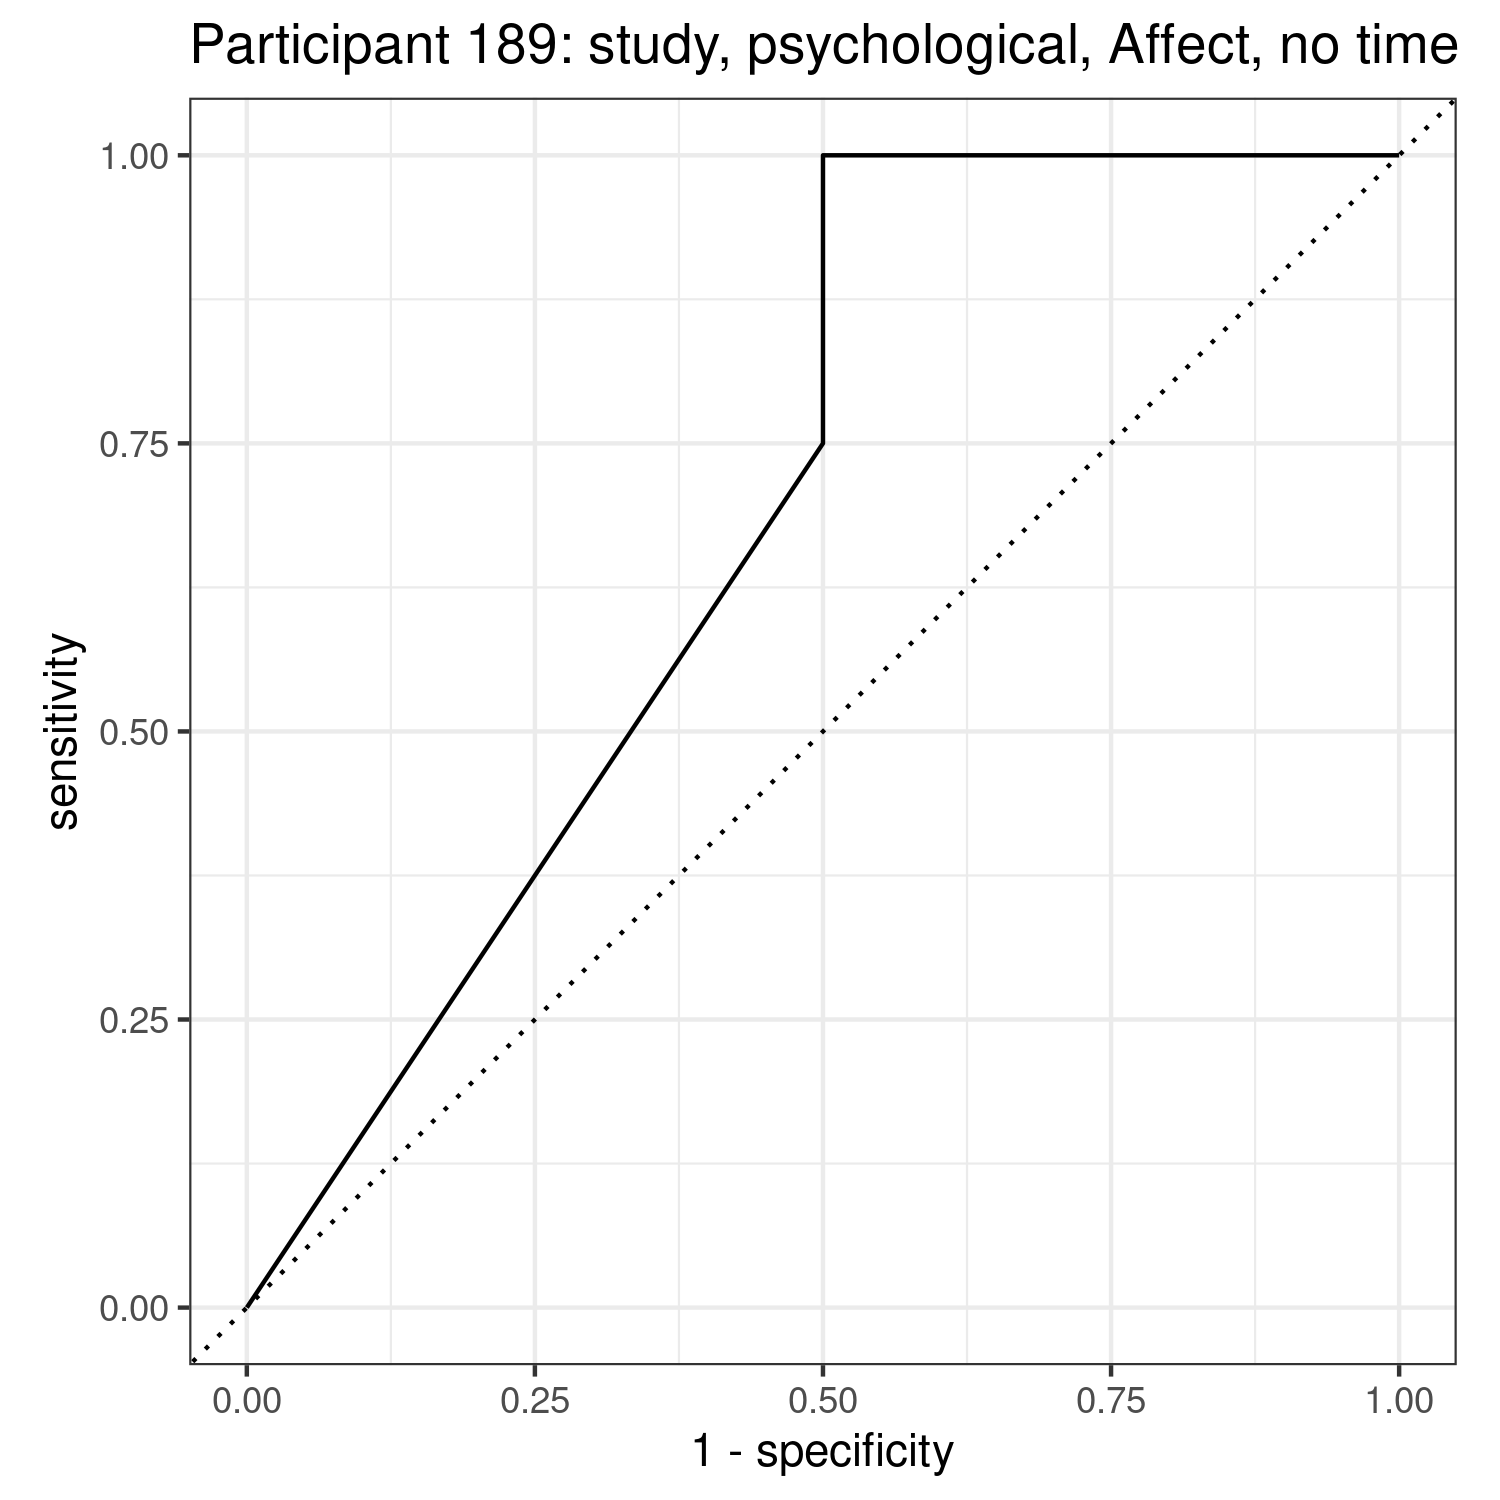 Participant 189: study, psychological, Affect, no time
1.00
0.75
0.50
0.25
0.00
sensitivity
0.00 0.25 0.50 0.75 1.00
1 - specificity